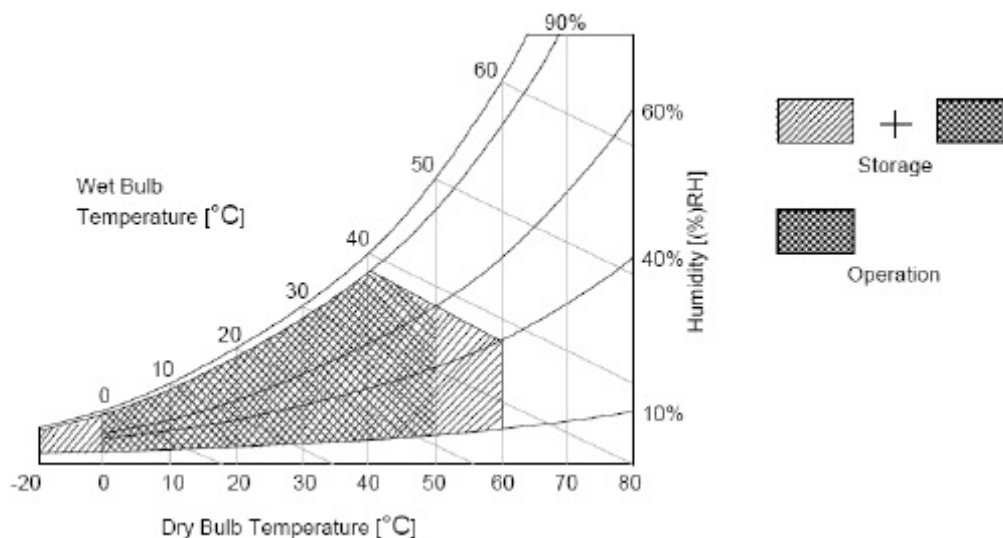 90%
60
60%
50
Wet Bulb
Temperature [°C]
40
30
20
10
0
40%
10%
Humidity [(%)RH]
-20 0 10 20 30 40 50 60 70 80
Dry Bulb Temperature [°C]
+
Storage
Operation